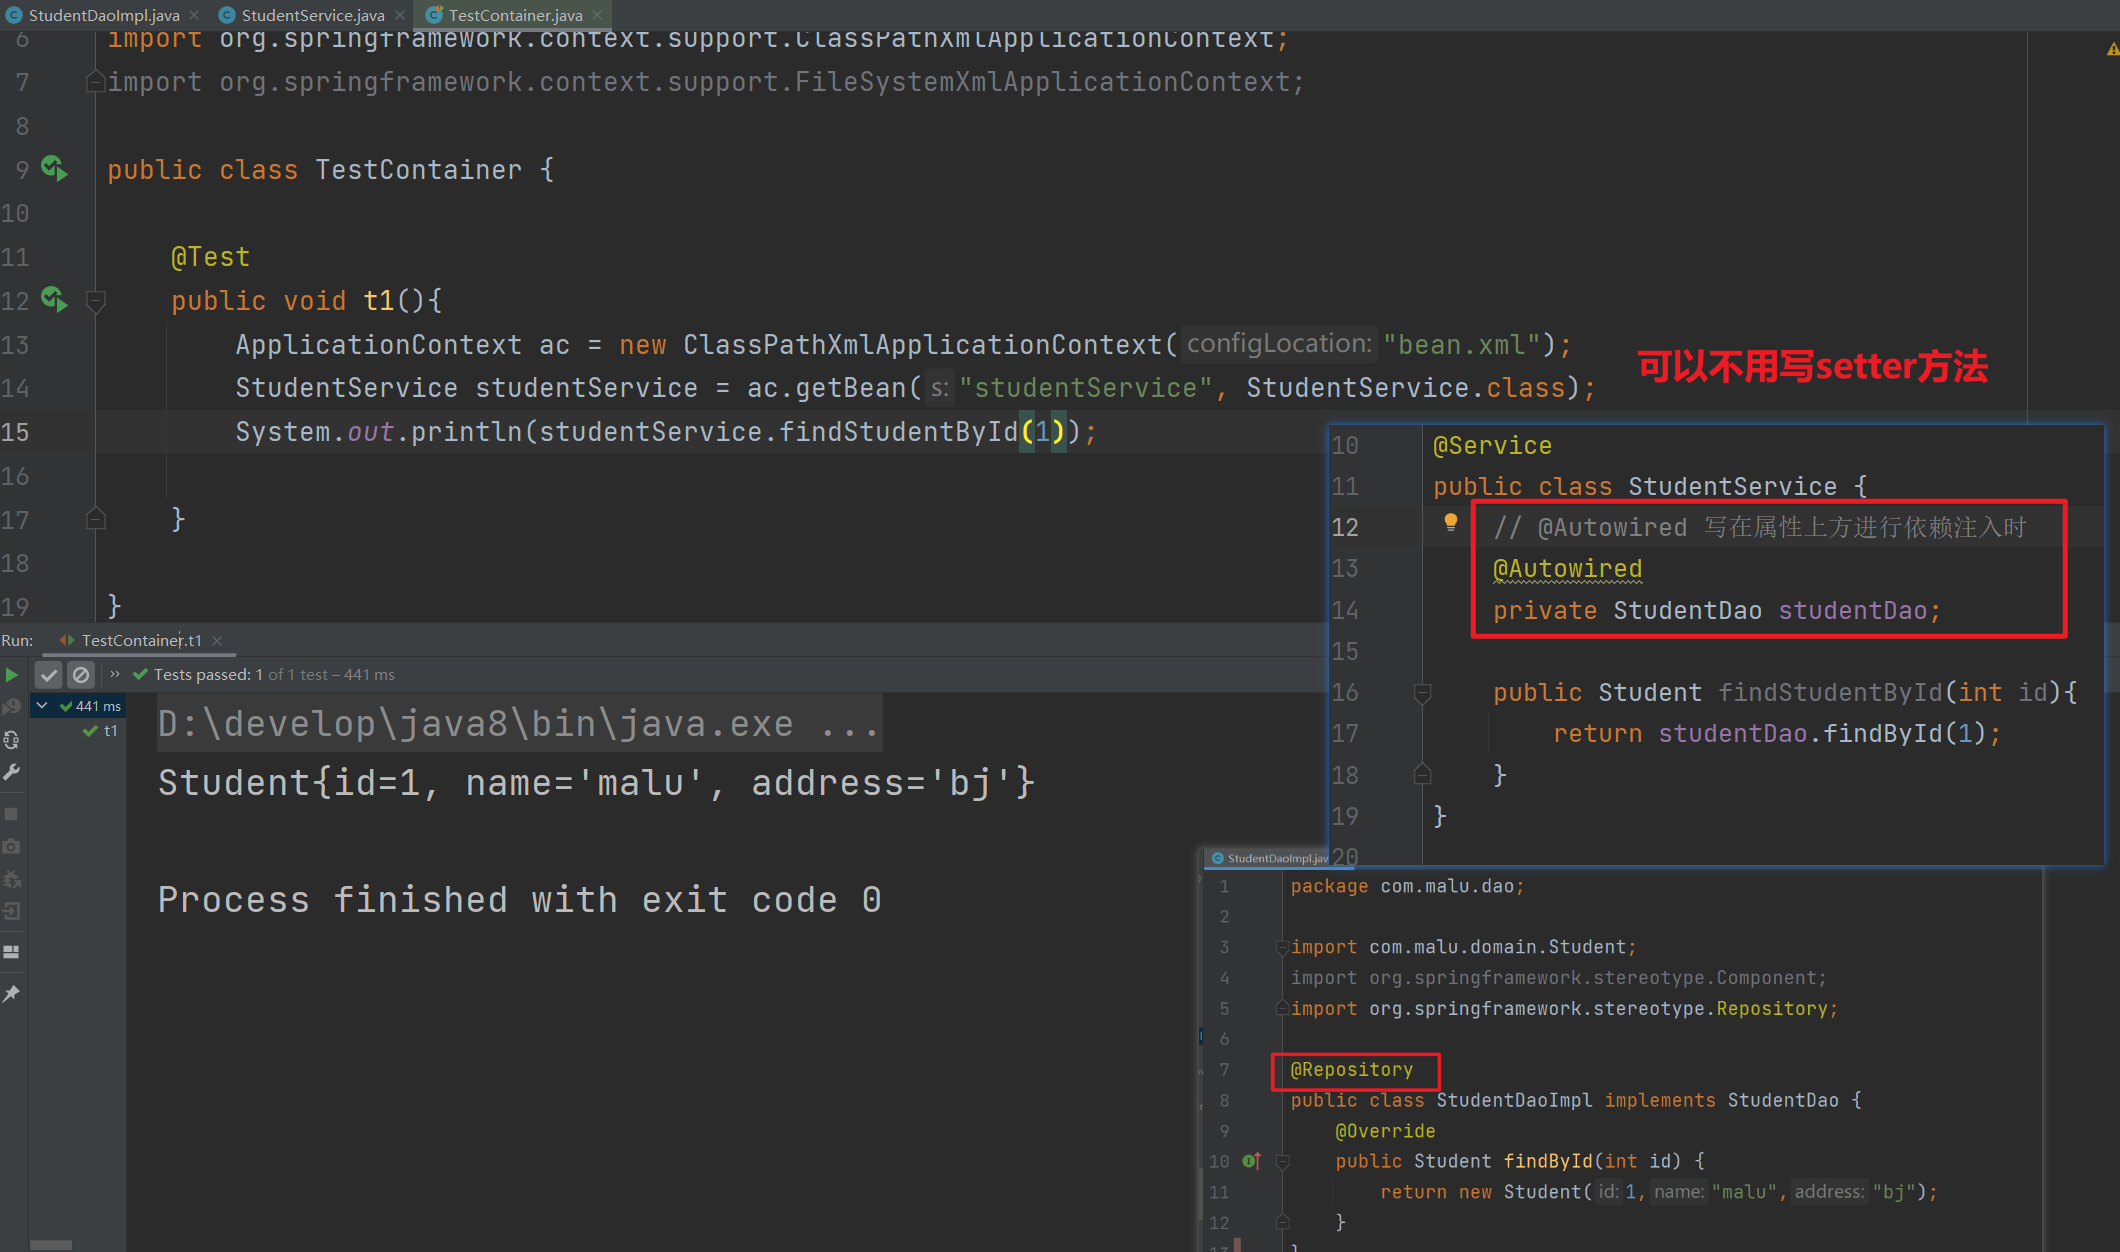 StudentDaoImpl.java StudentService.java TestContainer.java
6 import org.springframework.context.support.ClassPathXmlApplicationContext;
7 import org.springframework.context.support.FileSystemXmlApplicationContext;
8
9 public class TestContainer {
10
11 @Test
12 public void t1(){
13 ApplicationContext ac = new ClassPathXmlApplicationContext( configLocation: "bean.xml");
14 StudentService studentService = ac.getBean( s: "studentService", StudentService.class);
15 System.out.println(studentService.findStudentById(1));
16
17 }
18
19 }
可以不用写setter方法
10 @Service
11 public class StudentService {
12 // @Autowired 写在属性上方进行依赖注入时
13 @Autowired
14 private StudentDao studentDao;
15
16 public Student findStudentById(int id){
17 return studentDao.findById(1);
18 }
19 }
20
Run: TestContainer.t1
» Tests passed: 1 of 1 test – 441 ms
441 ms
t1
D:\develop\java8\bin\java.exe ...
Student{id=1, name='malu', address='bj'}
Process finished with exit code 0
StudentDaoImpl.jav
1 package com.malu.dao;
2
3 import com.malu.domain.Student;
4 import org.springframework.stereotype.Component;
5 import org.springframework.stereotype.Repository;
6
7 @Repository
8 public class StudentDaoImpl implements StudentDao {
9 @Override
10 public Student findById(int id) {
11 return new Student( id: 1, name: "malu", address: "bj");
12 }
13 }